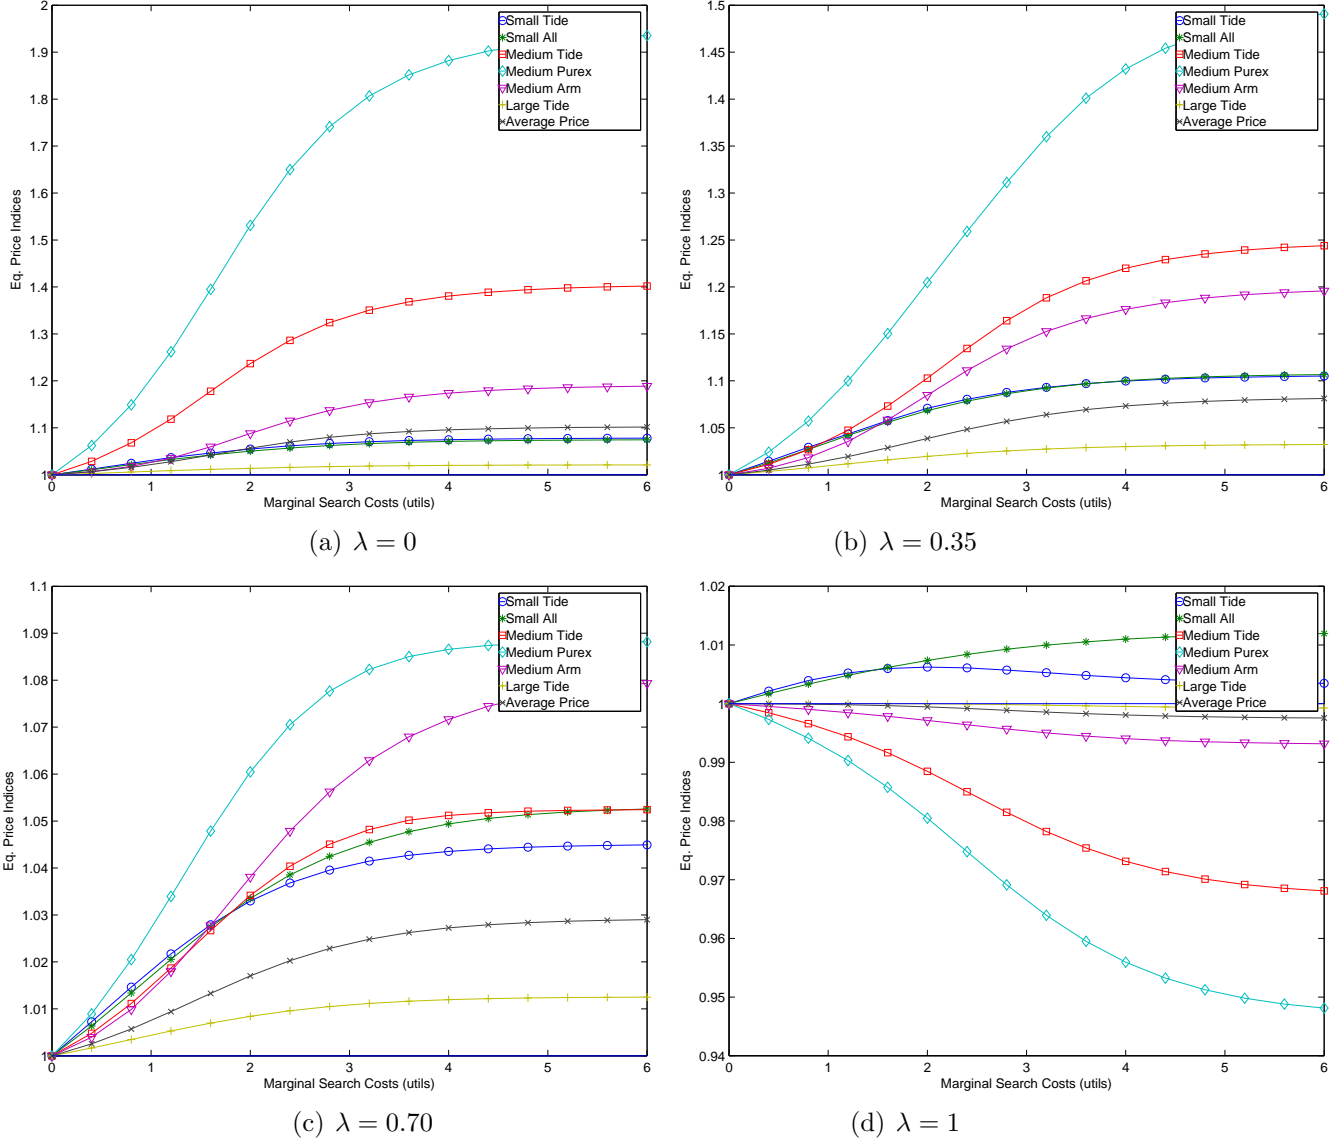 2
1.9
1.8
1.7
1.6
1.5
1.4
1.3
1.2
1.1
1
Eq. Price Indices
Small Tide
Small All
Medium Tide
Medium Purex
Medium Arm
Large Tide
Average Price
0 1 2 3 4 5 6
Marginal Search Costs (utils)
(a) λ = 0
1.5
1.45
1.4
1.35
1.3
1.25
1.2
1.15
1.1
1.05
1
Eq. Price Indices
Small Tide
Small All
Medium Tide
Medium Purex
Medium Arm
Large Tide
Average Price
0 1 2 3 4 5 6
Marginal Search Costs (utils)
(b) λ = 0.35
1.1
1.09
1.08
1.07
1.06
1.05
1.04
1.03
1.02
1.01
1
Eq. Price Indices
Small Tide
Small All
Medium Tide
Medium Purex
Medium Arm
Large Tide
Average Price
0 1 2 3 4 5 6
Marginal Search Costs (utils)
(c) λ = 0.70
1.02
1.01
1
0.99
0.98
0.97
0.96
0.95
0.94
Eq. Price Indices
Small Tide
Small All
Medium Tide
Medium Purex
Medium Arm
Large Tide
Average Price
0 1 2 3 4 5 6
Marginal Search Costs (utils)
(d) λ = 1